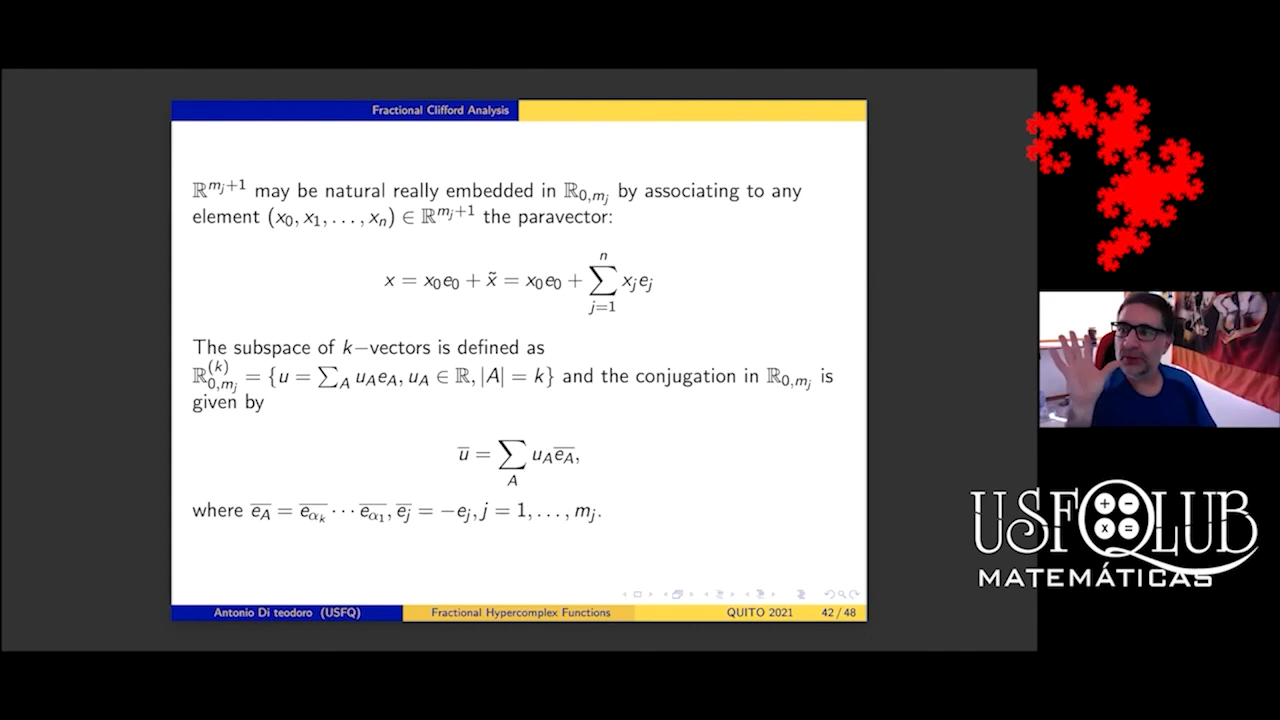 Fractional Clifford Analysis
ℝ^{m_j+1} may be natural really embedded in ℝ_{0,m_j} by associating to any
element (x_0, x_1, . . . , x_n) ∈ ℝ^{m_j+1} the paravector:
x = x_0e_0 + x̃ = x_0e_0 + ∑_{j=1}^{n} x_je_j
The subspace of k−vectors is defined as
ℝ^{(k)}_{0,m_j} = {u = ∑_A u_Ae_A, u_A ∈ ℝ, |A| = k} and the conjugation in ℝ_{0,m_j} is
given by
\overline{u} = ∑_A u_A\overline{e_A},
where \overline{e_A} = \overline{e_{α_k}} · · · \overline{e_{α_1}}, \overline{e_j} = −e_j, j = 1, . . . , m_j.
Antonio Di teodoro (USFQ)
Fractional Hypercomplex Functions
QUITO 2021
42 / 48
USFQLUB
+ −
x =
MATEMÁTICAS